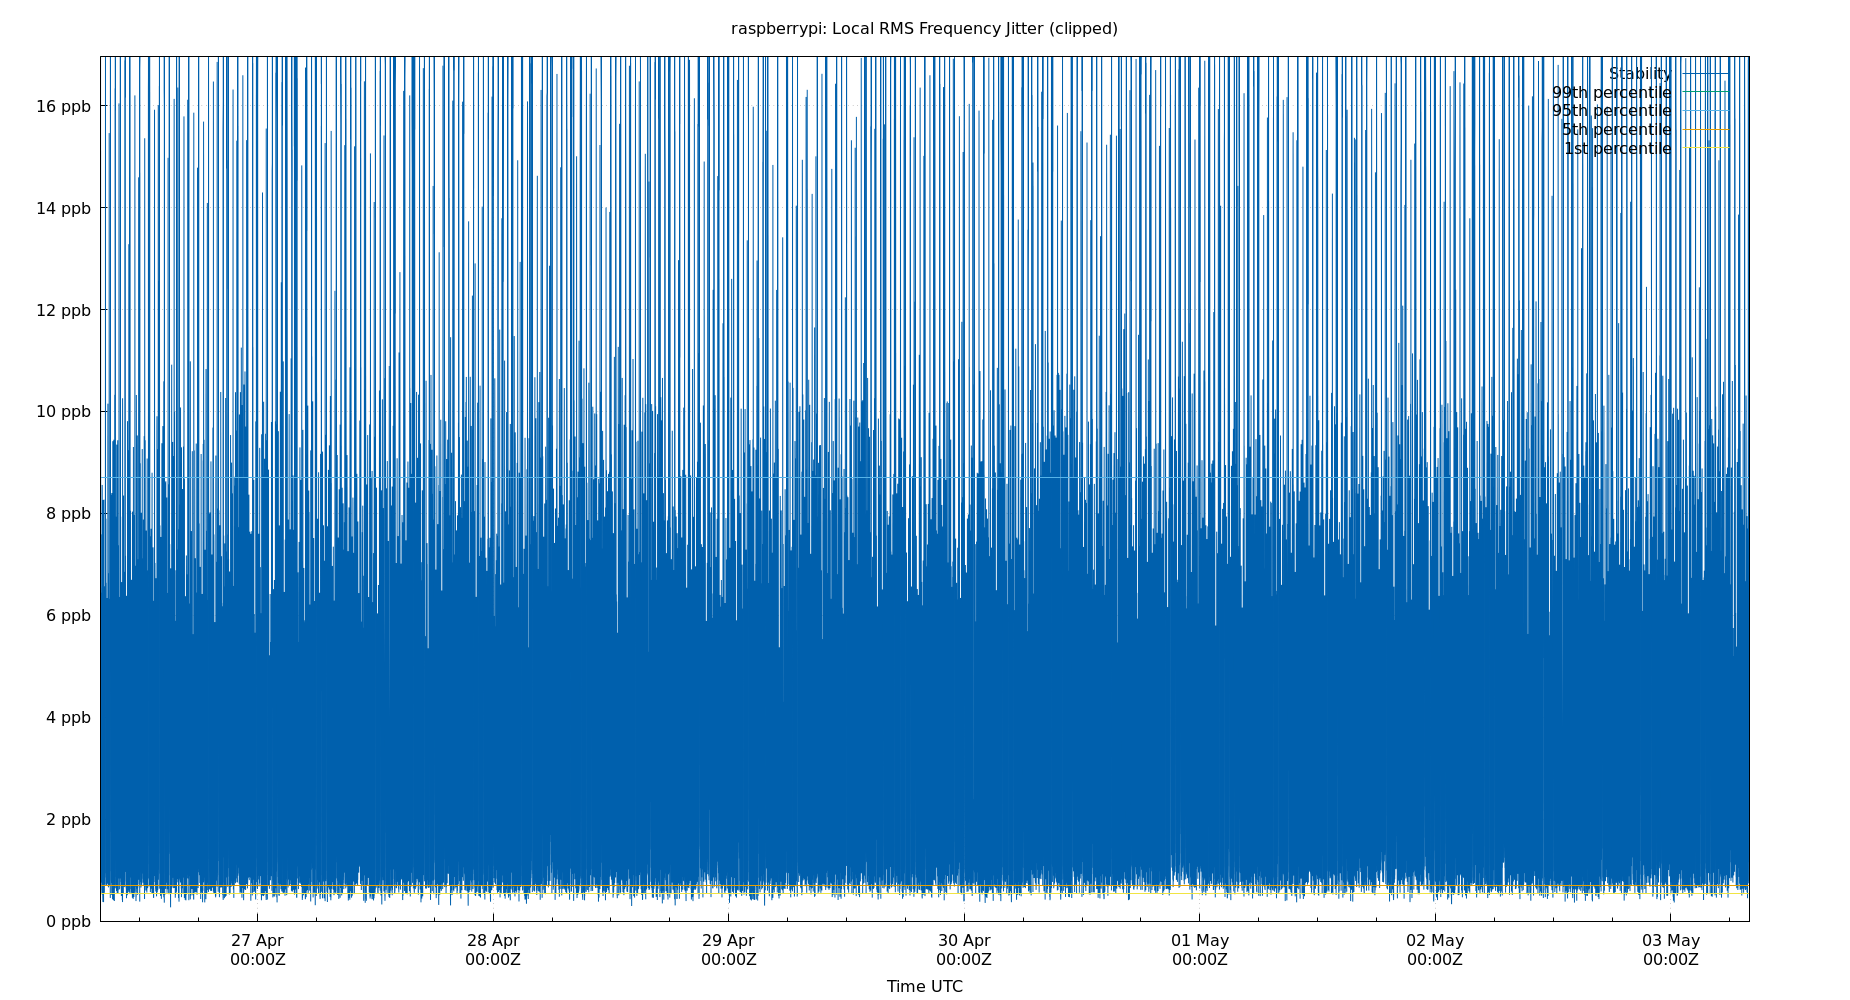 raspberrypi: Local RMS Frequency Jitter (clipped)
Stability
99th percentile
95th percentile
5th percentile
1st percentile
16 ppb
14 ppb
12 ppb
10 ppb
8 ppb
6 ppb
4 ppb
2 ppb
0 ppb
27 Apr 28 Apr 29 Apr 30 Apr 01 May 02 May 03 May
00:00Z 00:00Z 00:00Z 00:00Z 00:00Z 00:00Z 00:00Z
Time UTC